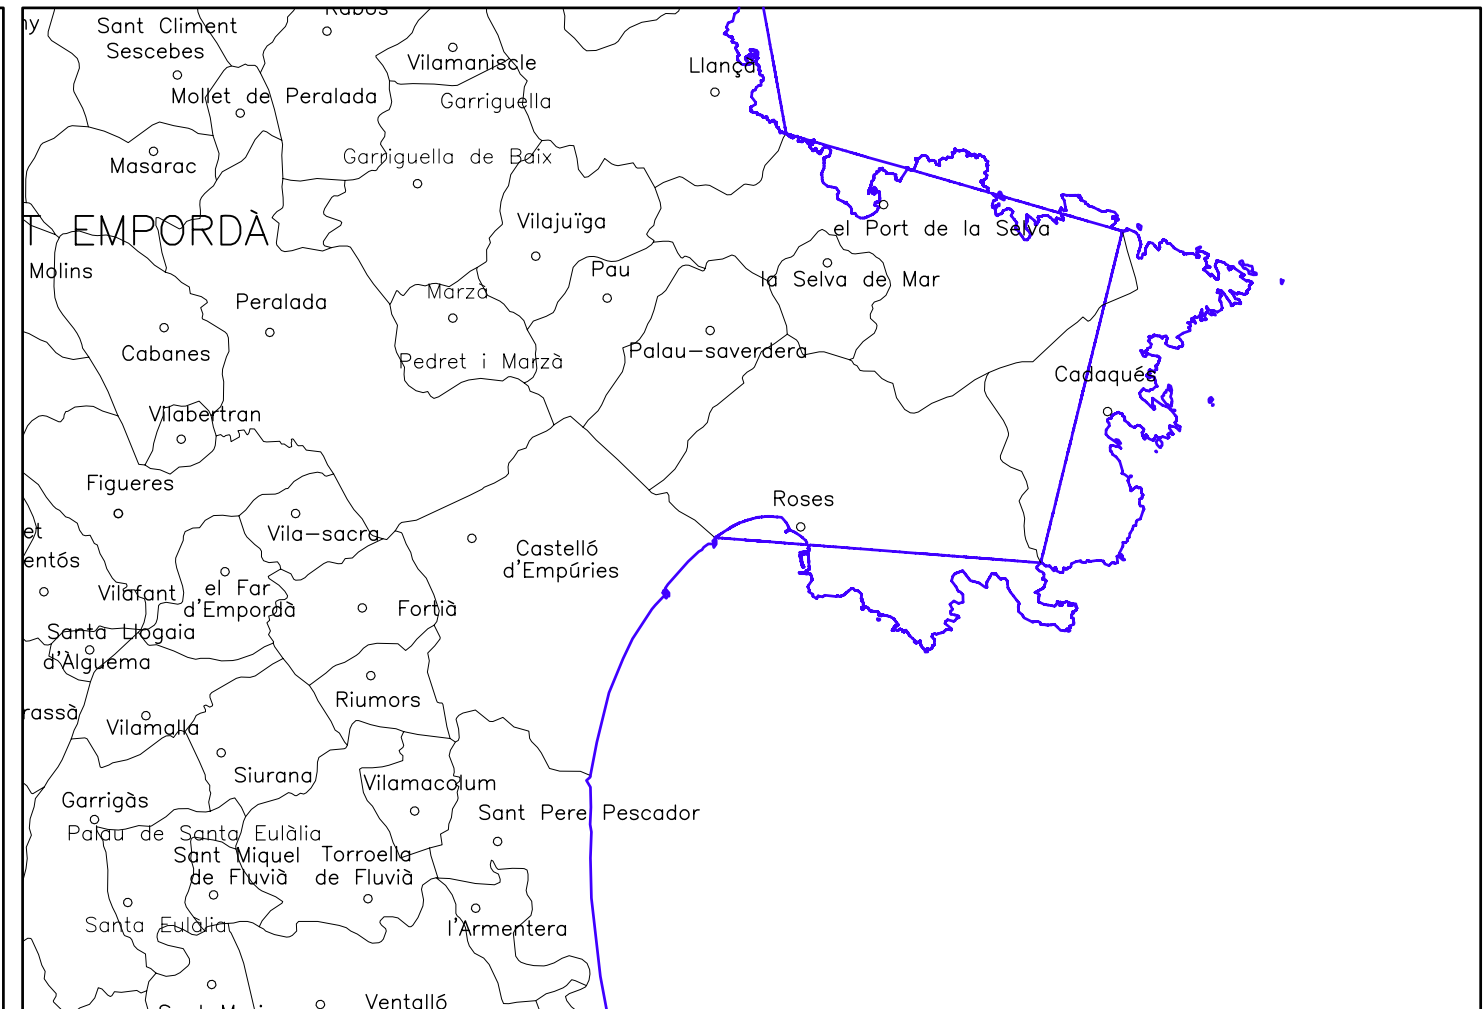 Sant Climent
Sescebes
Vilamaniscle
Llançà
Mollet de Peralada
Garriguella
Masarac
Garriguella de Baix
T EMPORDÀ
Vilajuïga
el Port de la Selva
Molins
Pau
la Selva de Mar
Peralada
Marzà
Cabanes
Pedret i Marzà
Palau-saverdera
Cadaqués
Vilabertran
Figueres
Roses
Vila-sacra
et
entós
Castelló
d'Empúries
Vilafant
el Far
d'Empordà
Fortià
Santa Llogaia
d'Àlguema
Riumors
rassà
Vilamalla
Siurana
Vilamacolum
Garrigàs
Sant Pere Pescador
Palau de Santa Eulàlia
Sant Miquel
de Fluvià
Torroella
de Fluvià
Santa Eulàlia
l'Armentera
Ventalló